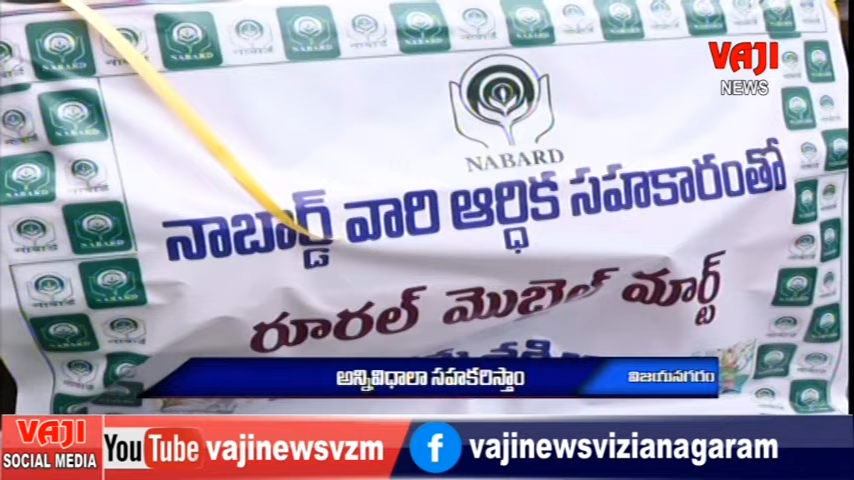 VAJI
NEWS
NABARD
నాబార్డ్ వారి ఆర్ధిక సహకారంతో
రూరల్ మొబైల్ మార్ట్
అన్నివిధాలా సహకరిస్తాం
విజయనగరం
VAJI
SOCIAL MEDIA
YouTube vajinewsvzm
f vajinewsvizianagaram